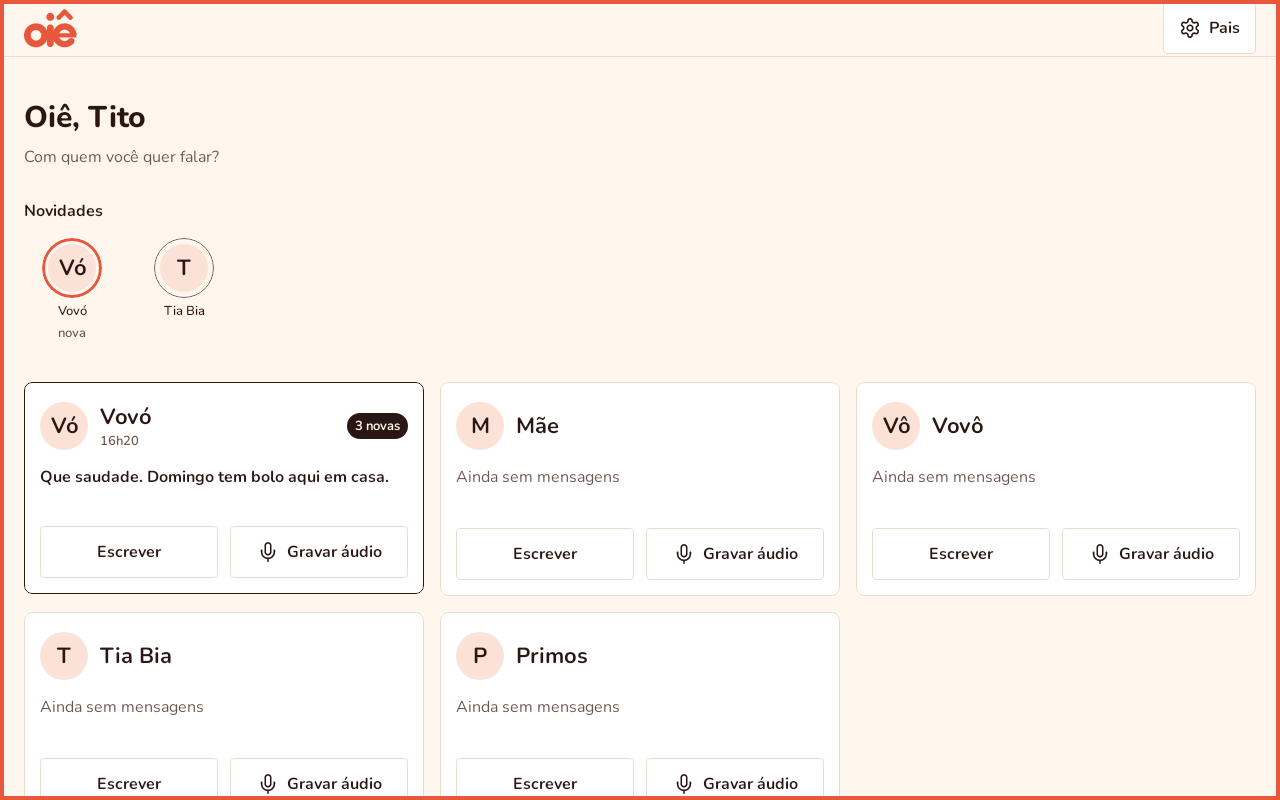 oiê
Pais
Oiê, Tito
Com quem você quer falar?
Novidades
Vó
T
Vovó
Tia Bia
nova
Vó
Vovó
16h20
3 novas
Que saudade. Domingo tem bolo aqui em casa.
Escrever
Gravar áudio
M
Mãe
Ainda sem mensagens
Escrever
Gravar áudio
Vô
Vovô
Ainda sem mensagens
Escrever
Gravar áudio
T
Tia Bia
Ainda sem mensagens
Escrever
Gravar áudio
P
Primos
Ainda sem mensagens
Escrever
Gravar áudio